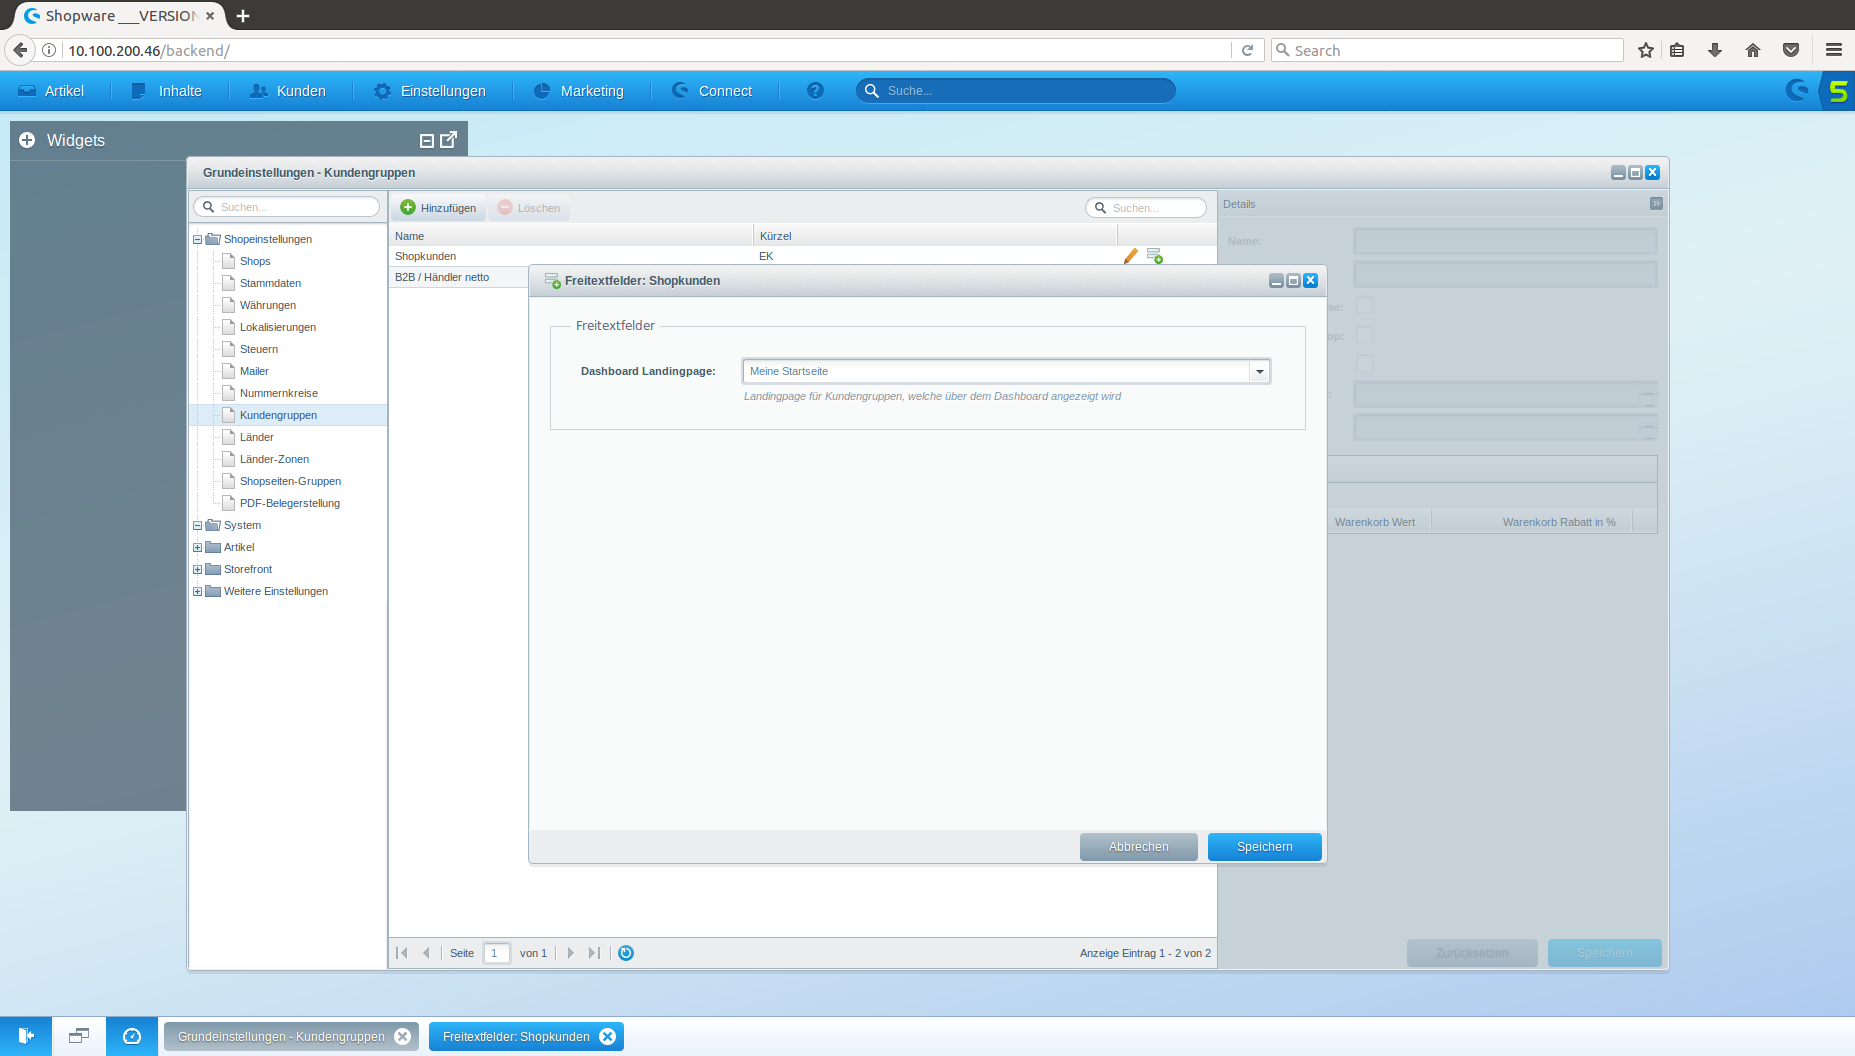 Shopware ___VERSION
10.100.200.46/backend/
Search
Artikel
Inhalte
Kunden
Einstellungen
Marketing
Connect
Suche...
Widgets
Grundeinstellungen - Kundengruppen
Suchen...
Hinzufügen
Löschen
Suchen...
Details
Name
Kürzel
Name:
Shopkunden
EK
B2B / Händler netto
Shopeinstellungen
Shops
Stammdaten
Währungen
Lokalisierungen
Steuern
Mailer
Nummernkreise
Kundengruppen
Länder
Länder-Zonen
Shopseiten-Gruppen
PDF-Belegerstellung
System
Artikel
Storefront
Weitere Einstellungen
Freitextfelder: Shopkunden
Freitextfelder
Dashboard Landingpage:
Meine Startseite
Landingpage für Kundengruppen, welche über dem Dashboard angezeigt wird
se:
op:
Warenkorb Wert
Warenkorb Rabatt in %
Abbrechen
Speichern
Seite
1
von 1
Anzeige Eintrag 1 - 2 von 2
Zurücksetzen
Speichern
Grundeinstellungen - Kundengruppen
Freitextfelder: Shopkunden